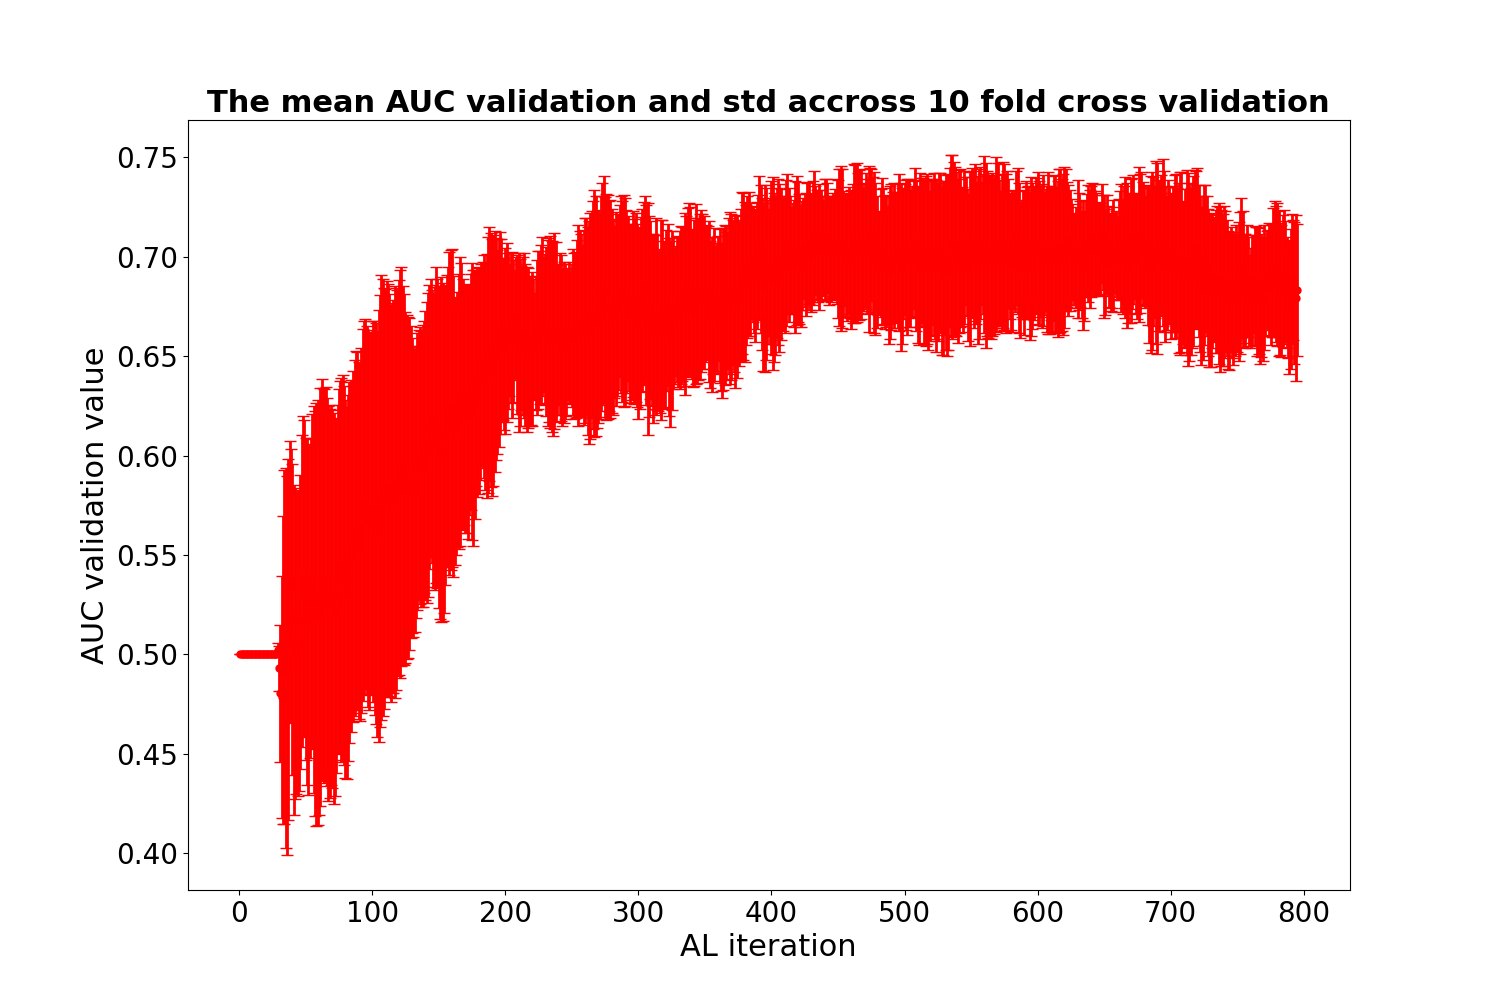 The mean AUC validation and std accross 10 fold cross validation
0.75
0.70
0.65
0.60
0.55
0.50
0.45
0.40
AUC validation value
0 100 200 300 400 500 600 700 800
AL iteration